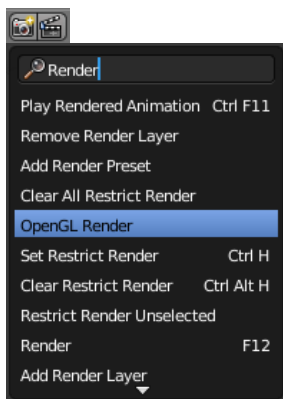 Render
Play Rendered Animation Ctrl F11
Remove Render Layer
Add Render Preset
Clear All Restrict Render
OpenGL Render
Set Restrict Render Ctrl H
Clear Restrict Render Ctrl Alt H
Restrict Render Unselected
Render F12
Add Render Layer